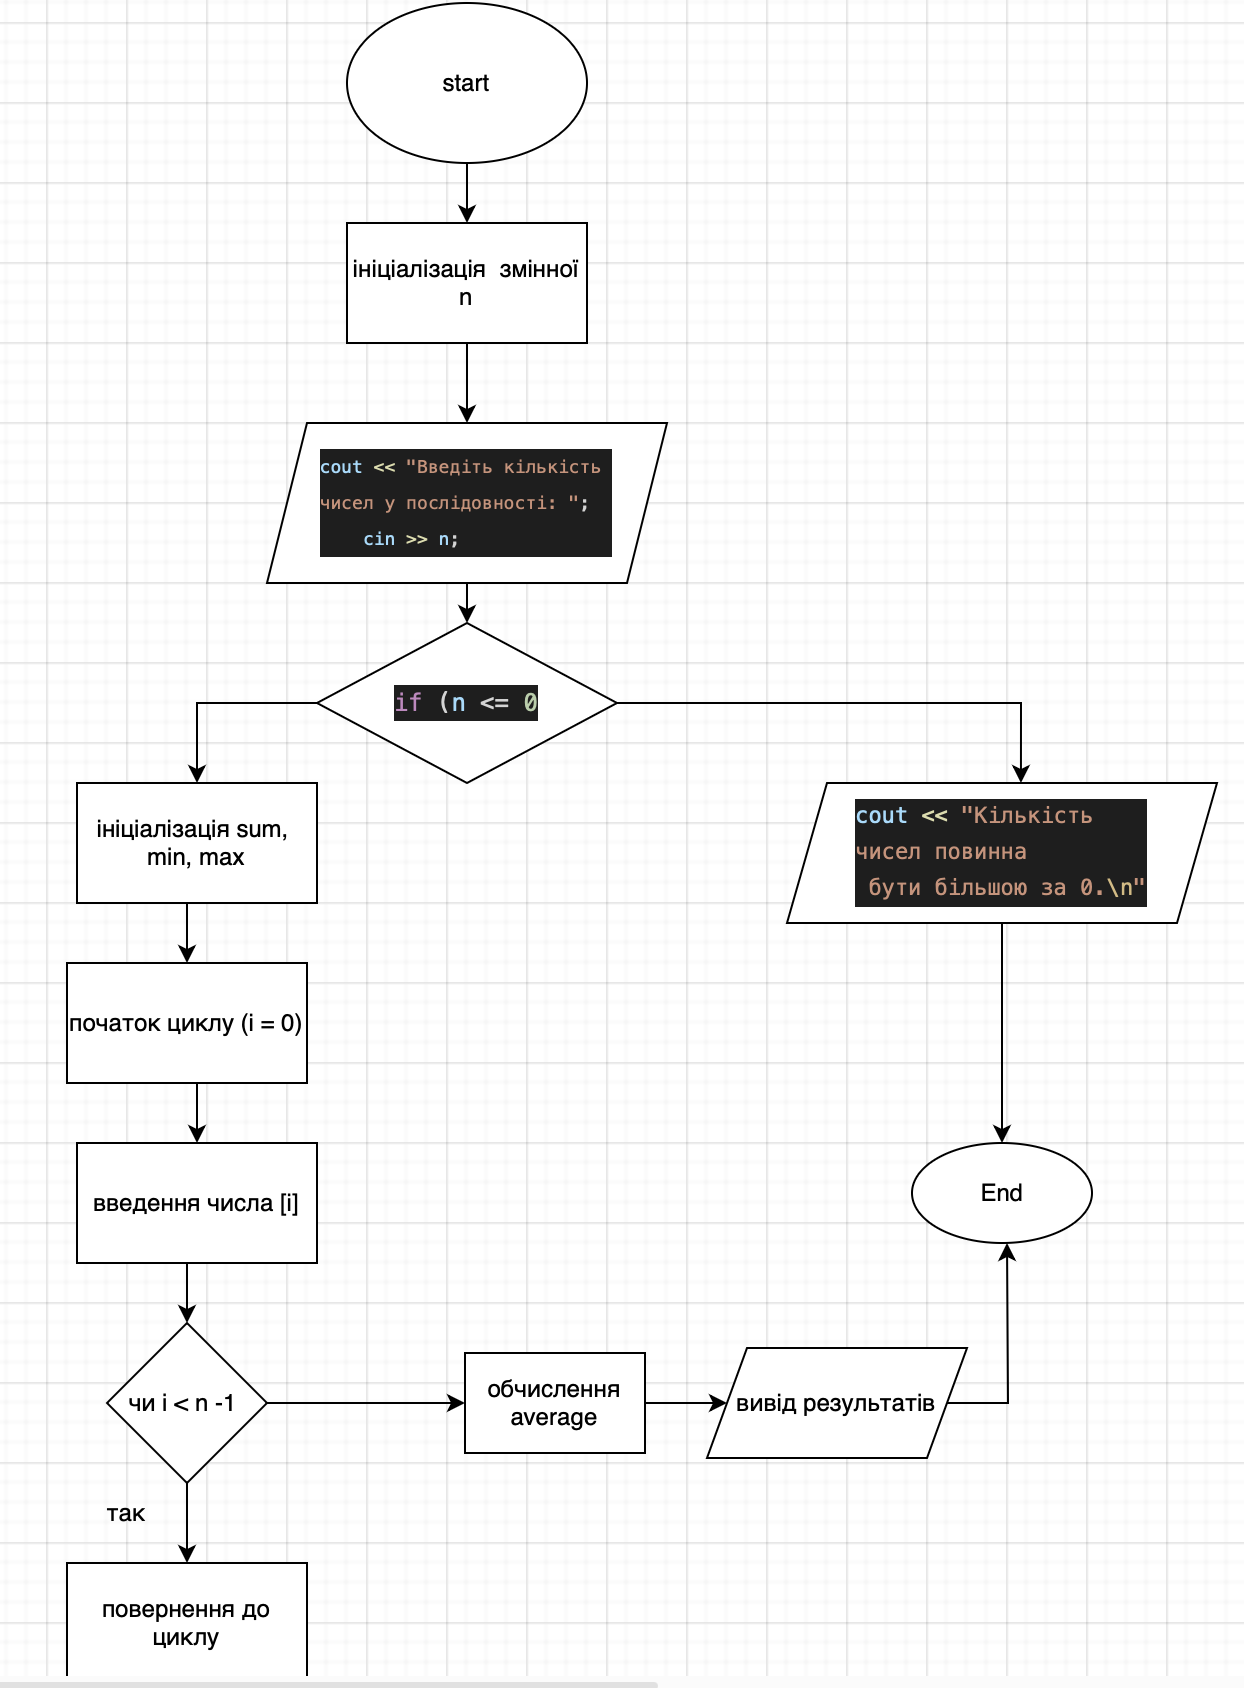 start
ініціалізація змінної
n
cout << "Введіть кількість
чисел у послідовності: ";
cin >> n;
if (n <= 0
ініціалізація sum,
min, max
cout << "Кількість
чисел повинна
бути більшою за 0.\n"
початок циклу (i = 0)
введення числа [i]
End
чи i < n -1
обчислення
average
вивід результатів
так
повернення до
циклу